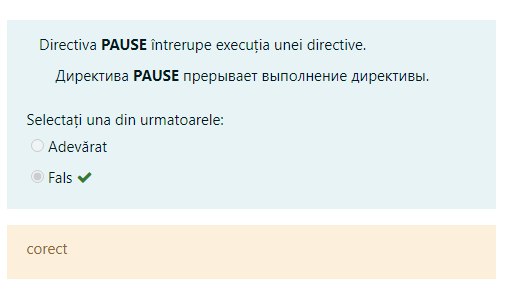 Directiva PAUSE întrerupe execuția unei directive.
Директива PAUSE прерывает выполнение директивы.
Selectați una din urmatoarele:
Adevărat
Fals
corect